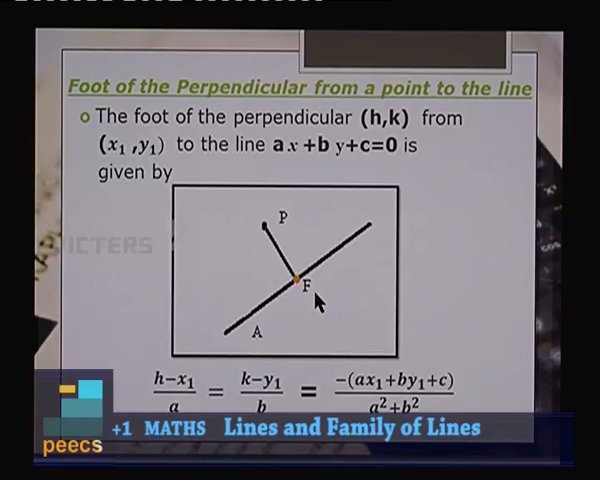 Foot of the Perpendicular from a point to the line
o The foot of the perpendicular (h,k) from
(x₁ ,y₁) to the line ax+by+c=0 is
given by
VICTERS
P
F
A
h−x₁/a = k−y₁/b = −(ax₁+by₁+c)/a²+b²
+1 MATHS Lines and Family of Lines
peecs